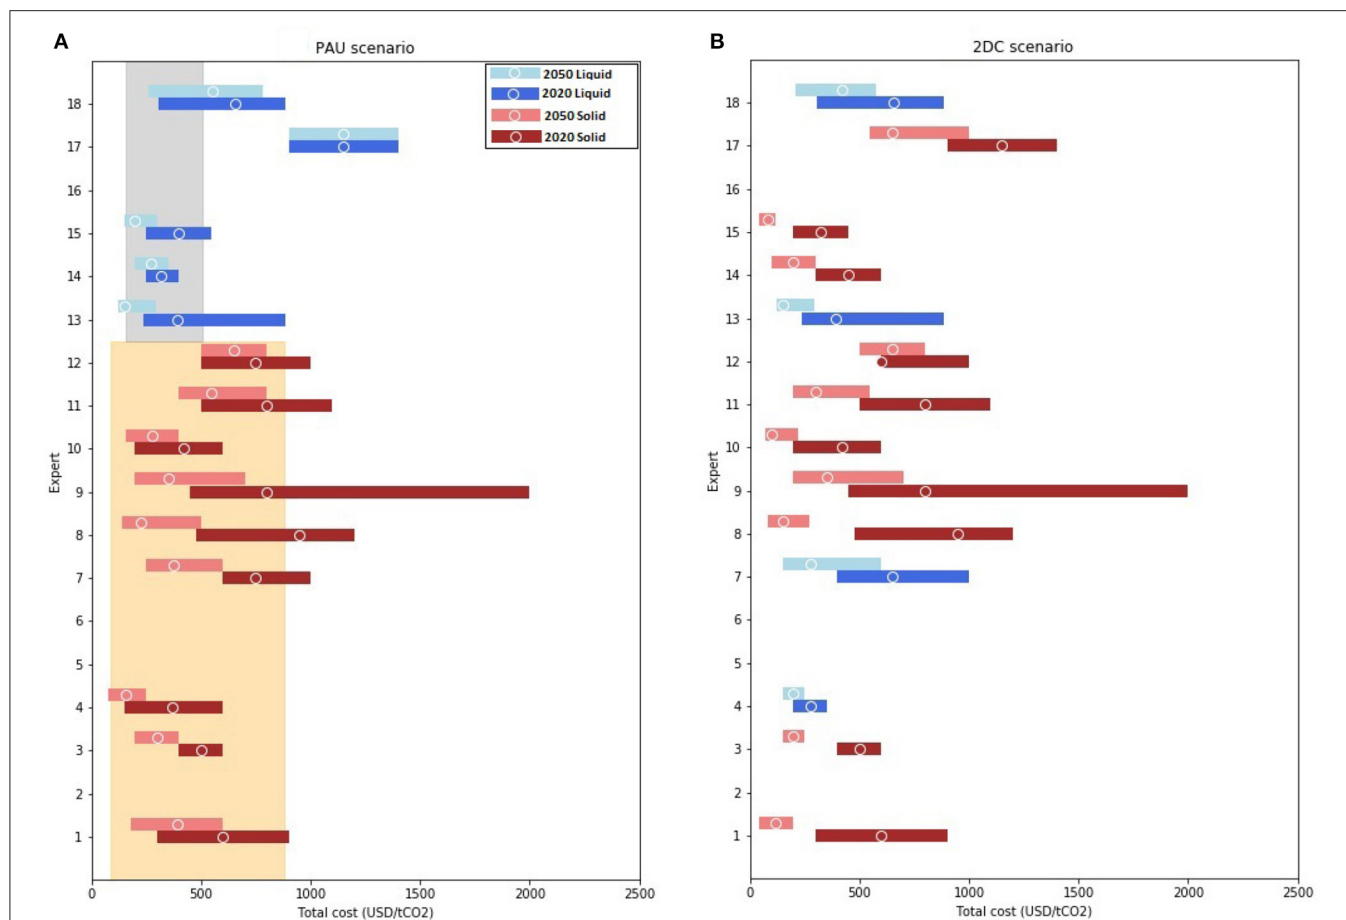 A
PAU scenario
2050 Liquid
2020 Liquid
2050 Solid
2020 Solid
18
17
16
15
14
13
12
11
10
9
8
7
6
5
4
3
2
1
Expert
0 500 1000 1500 2000 2500
Total cost (USD/tCO2)
B
2DC scenario
18
17
16
15
14
13
12
11
10
9
8
7
6
5
4
3
2
1
Expert
0 500 1000 1500 2000 2500
Total cost (USD/tCO2)